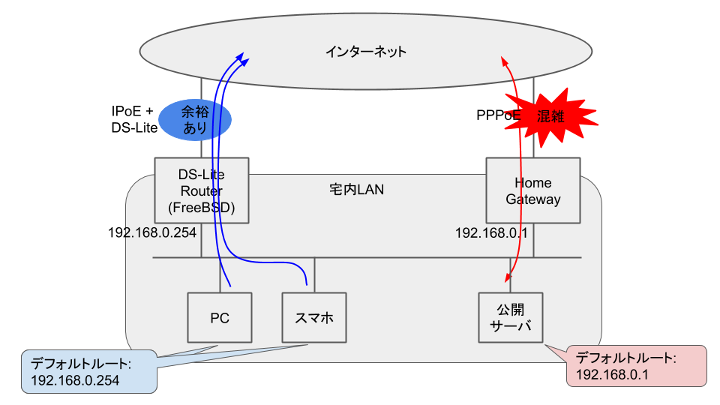 インターネット
IPoE +
DS-Lite
余裕
あり
PPPoE
混雑
DS-Lite
Router
(FreeBSD)
宅内LAN
Home
Gateway
192.168.0.254
192.168.0.1
PC
スマホ
公開
サーバ
デフォルトルート:
192.168.0.254
デフォルトルート:
192.168.0.1